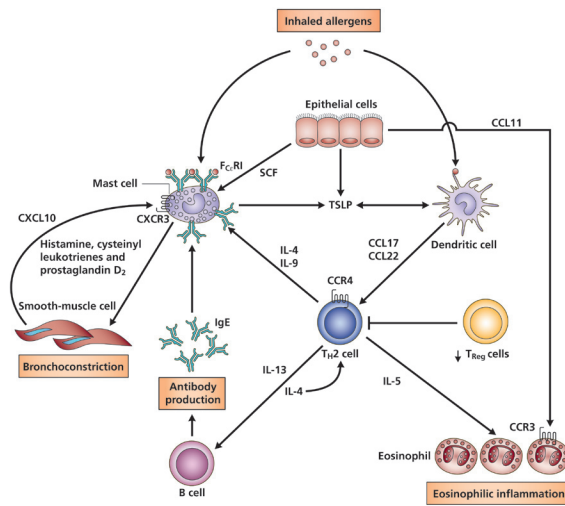 Inhaled allergens
Epithelial cells
CCL11
FcεRI
SCF
Mast cell
CXCL10
CXCR3
TSLP
Histamine, cysteinyl
leukotrienes and
prostaglandin D2
CCL17
CCL22
Dendritic cell
IL-4
IL-9
CCR4
Smooth-muscle cell
IgE
Bronchoconstriction
TH2 cell
↓ TReg cells
Antibody
production
IL-13
IL-4
IL-5
CCR3
Eosinophil
B cell
Eosinophilic inflammation